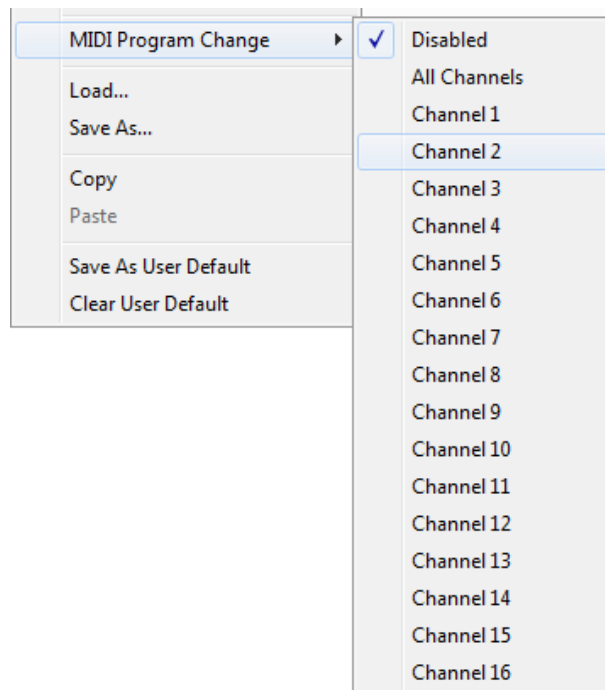 MIDI Program Change
Load...
Save As...
Copy
Paste
Save As User Default
Clear User Default
Disabled
All Channels
Channel 1
Channel 2
Channel 3
Channel 4
Channel 5
Channel 6
Channel 7
Channel 8
Channel 9
Channel 10
Channel 11
Channel 12
Channel 13
Channel 14
Channel 15
Channel 16